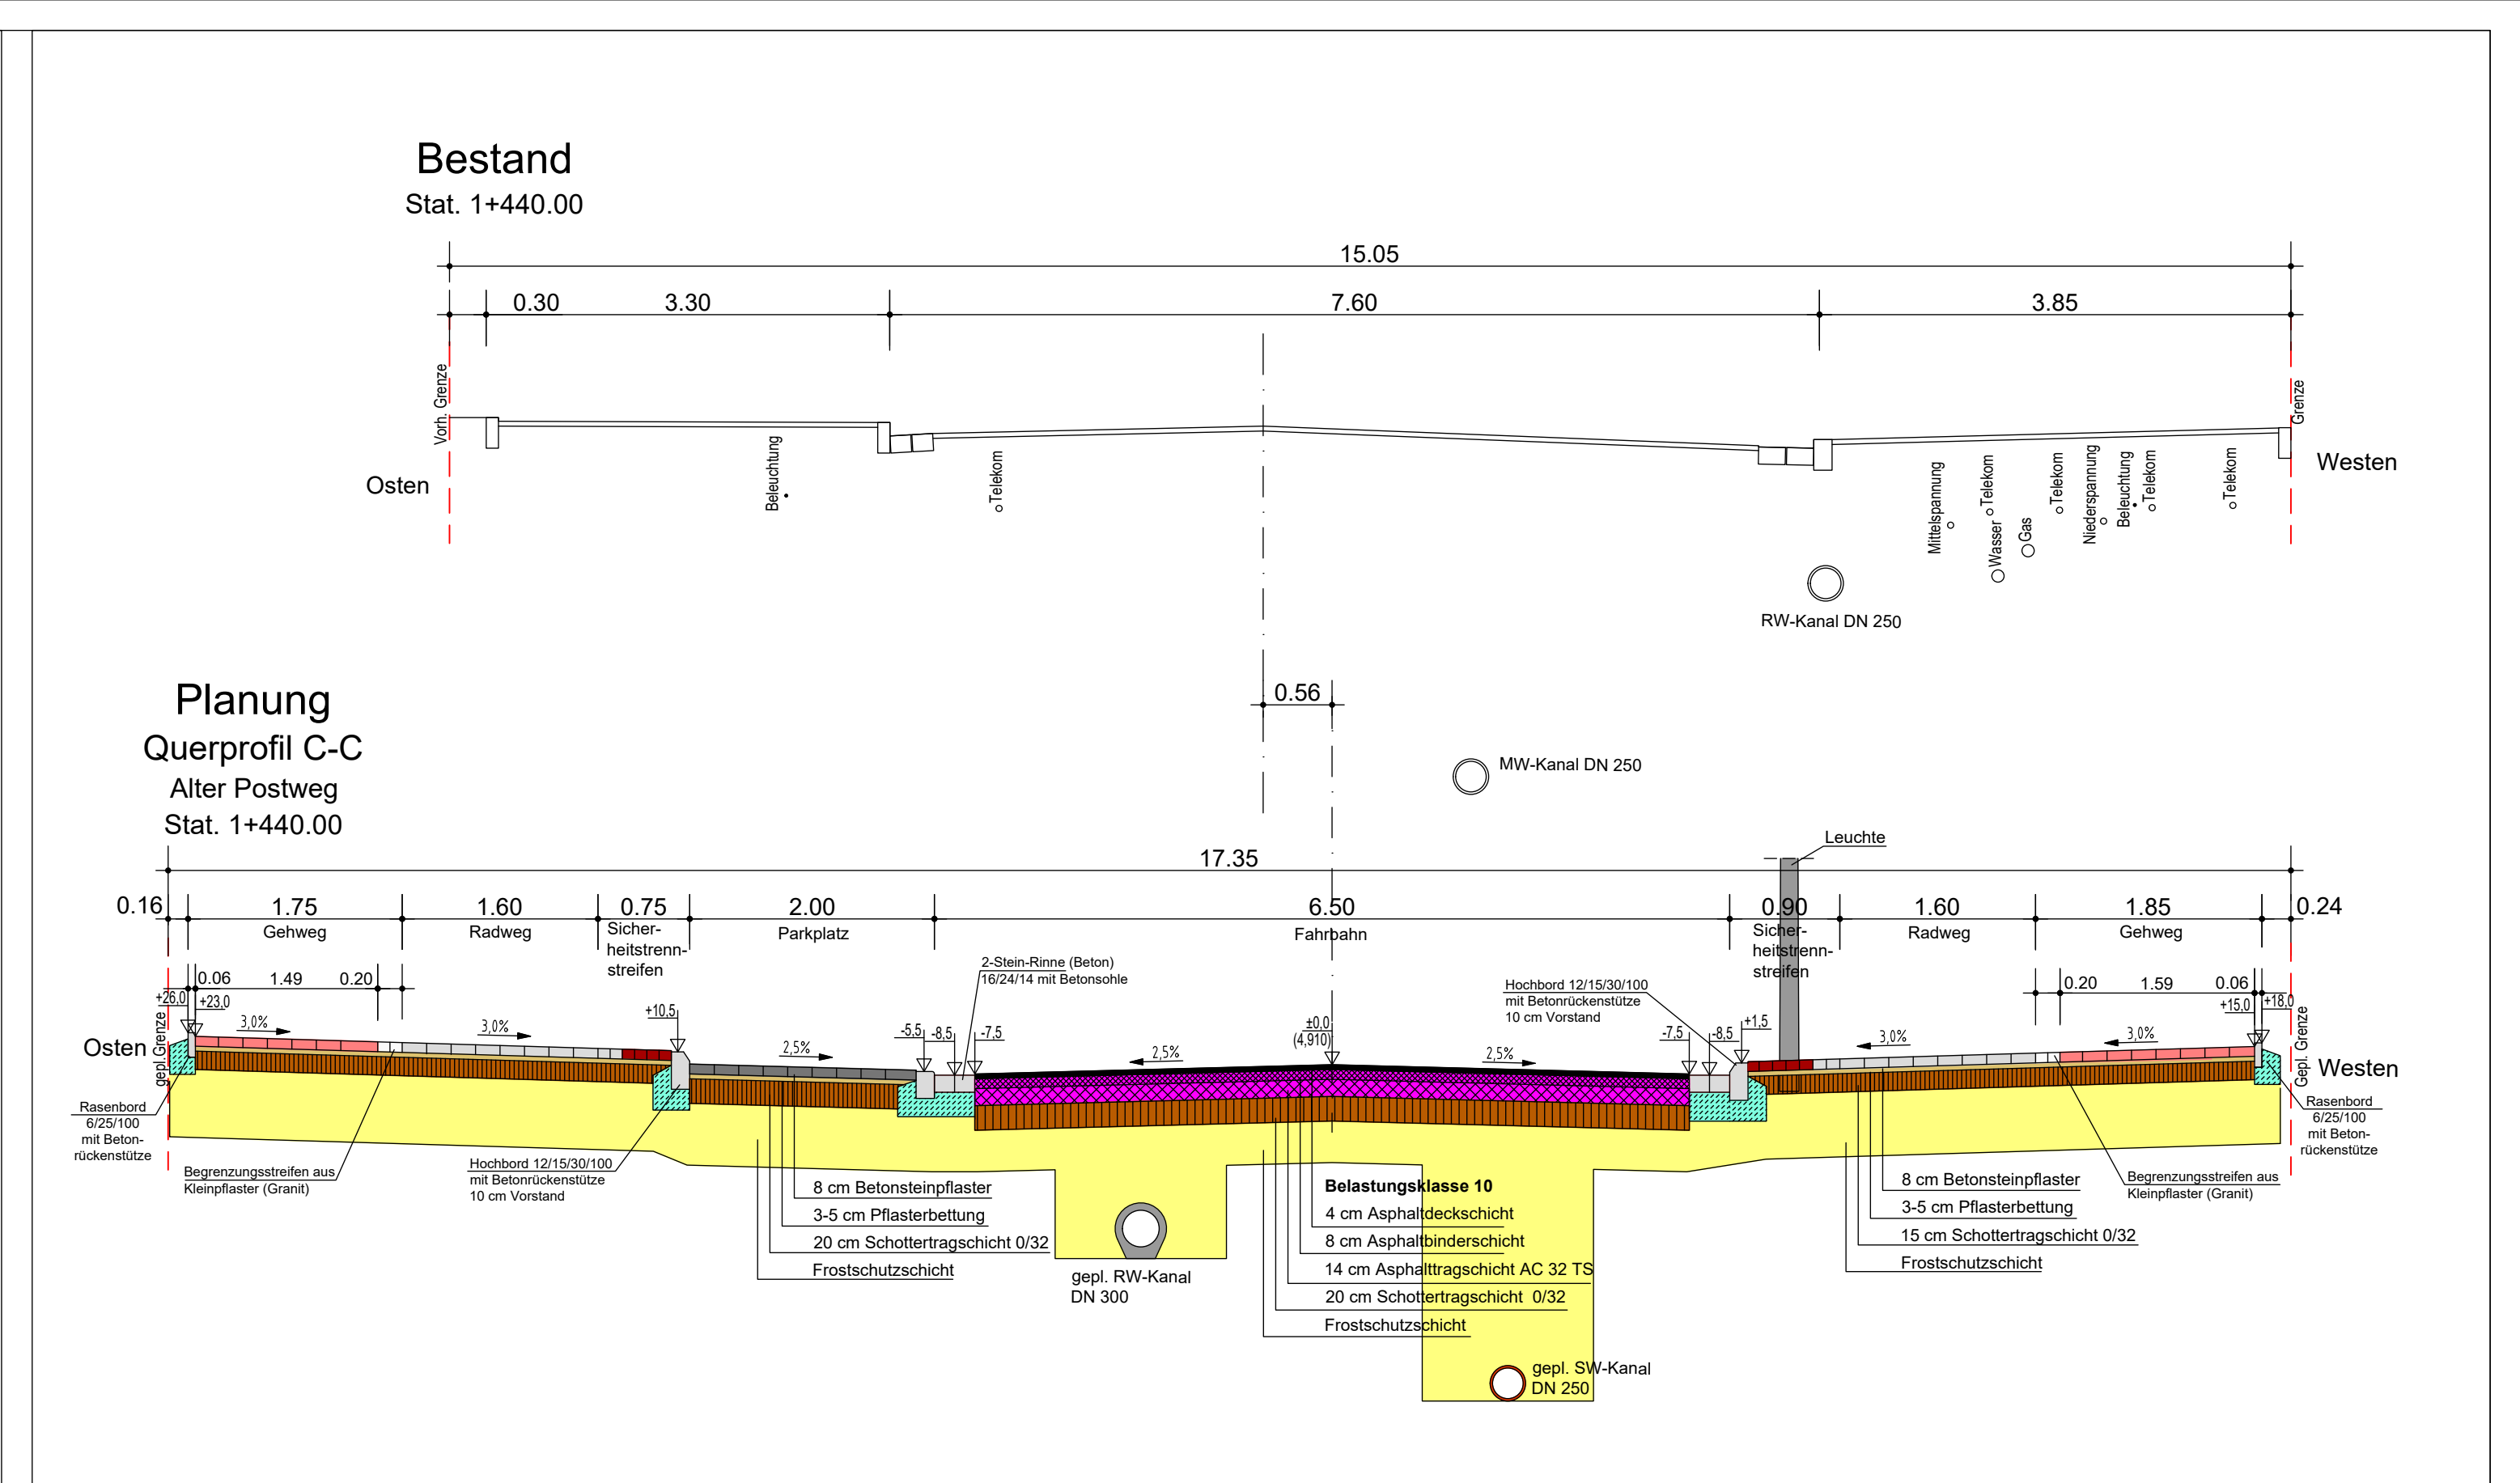 Bestand
Stat. 1+440.00
15.05
0.30
3.30
7.60
3.85
Vorh. Grenze
Grenze
Osten
Westen
Beleuchtung
Telekom
Mittelspannung
Telekom
Wasser
Gas
Telekom
Niederspannung
Beleuchtung
Telekom
Telekom
RW-Kanal DN 250
0.56
MW-Kanal DN 250
Planung
Querprofil C-C
Alter Postweg
Stat. 1+440.00
Leuchte
17.35
0.16
1.75
1.60
0.75
2.00
6.50
0.90
1.60
1.85
0.24
Gehweg
Radweg
Sicher-
heitstrenn-
streifen
Parkplatz
Fahrbahn
Sicher-
heitstrenn-
streifen
Radweg
Gehweg
0.06
1.49
0.20
2-Stein-Rinne (Beton)
16/24/14 mit Betonsohle
Hochbord 12/15/30/100
mit Betonrückenstütze
10 cm Vorstand
0.20
1.59
0.06
+26,0
+23,0
+10,5
-5,5
-8,5
-7,5
±0,0
(4,910)
-7,5
-8,5
+1,5
+15,0
+18,0
3,0%
3,0%
2,5%
2,5%
2,5%
3,0%
3,0%
Osten
gepl. Grenze
Gepl. Grenze
Westen
Rasenbord
6/25/100
mit Beton-
rückenstütze
Begrenzungsstreifen aus
Kleinpflaster (Granit)
Hochbord 12/15/30/100
mit Betonrückenstütze
10 cm Vorstand
8 cm Betonsteinpflaster
3-5 cm Pflasterbettung
20 cm Schottertragschicht 0/32
Frostschutzschicht
gepl. RW-Kanal
DN 300
Belastungsklasse 10
4 cm Asphaltdeckschicht
8 cm Asphaltbinderschicht
14 cm Asphalttragschicht AC 32 TS
20 cm Schottertragschicht 0/32
Frostschutzschicht
gepl. SW-Kanal
DN 250
8 cm Betonsteinpflaster
3-5 cm Pflasterbettung
15 cm Schottertragschicht 0/32
Frostschutzschicht
Begrenzungsstreifen aus
Kleinpflaster (Granit)
Rasenbord
6/25/100
mit Beton-
rückenstütze